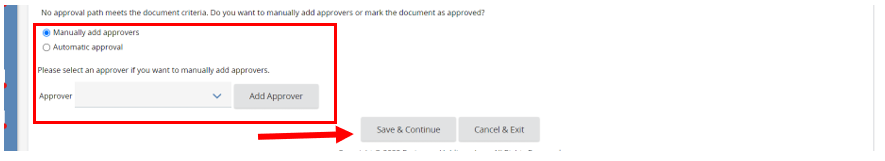 No approval path meets the document criteria. Do you want to manually add approvers or mark the document as approved?
Manually add approvers
Automatic approval
Please select an approver if you want to manually add approvers.
Approver Add Approver
Save & Continue Cancel & Exit